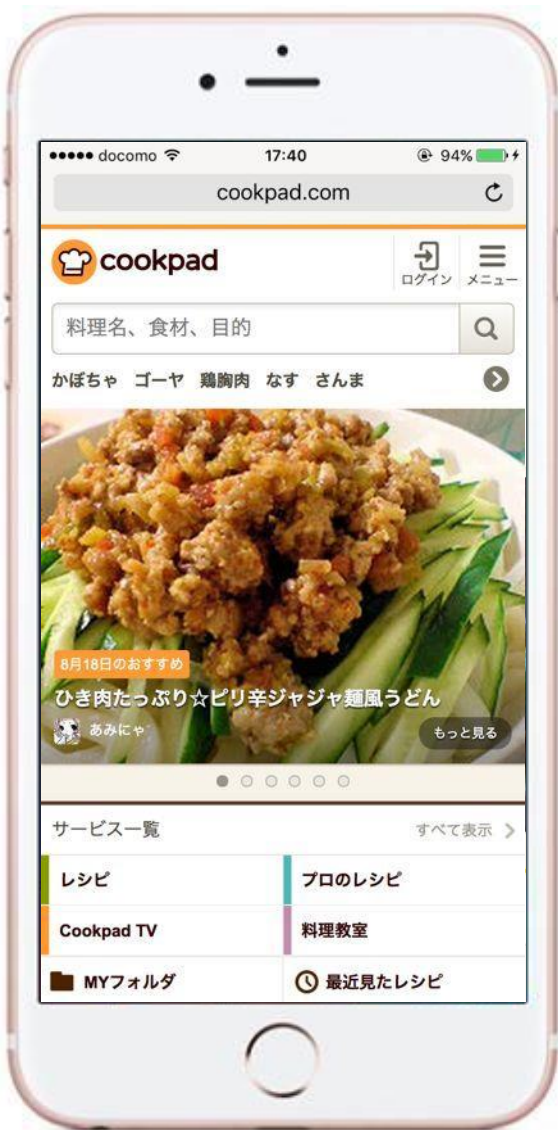 docomo 17:40 94%
cookpad.com
cookpad ログイン メニュー
料理名、食材、目的
かぼちゃ ゴーヤ 鶏胸肉 なす さんま
8月18日のおすすめ
ひき肉たっぷり☆ピリ辛ジャジャ麺風うどん
あみにゃ もっと見る
サービス一覧 すべて表示
レシピ プロのレシピ
Cookpad TV 料理教室
MYフォルダ 最近見たレシピ